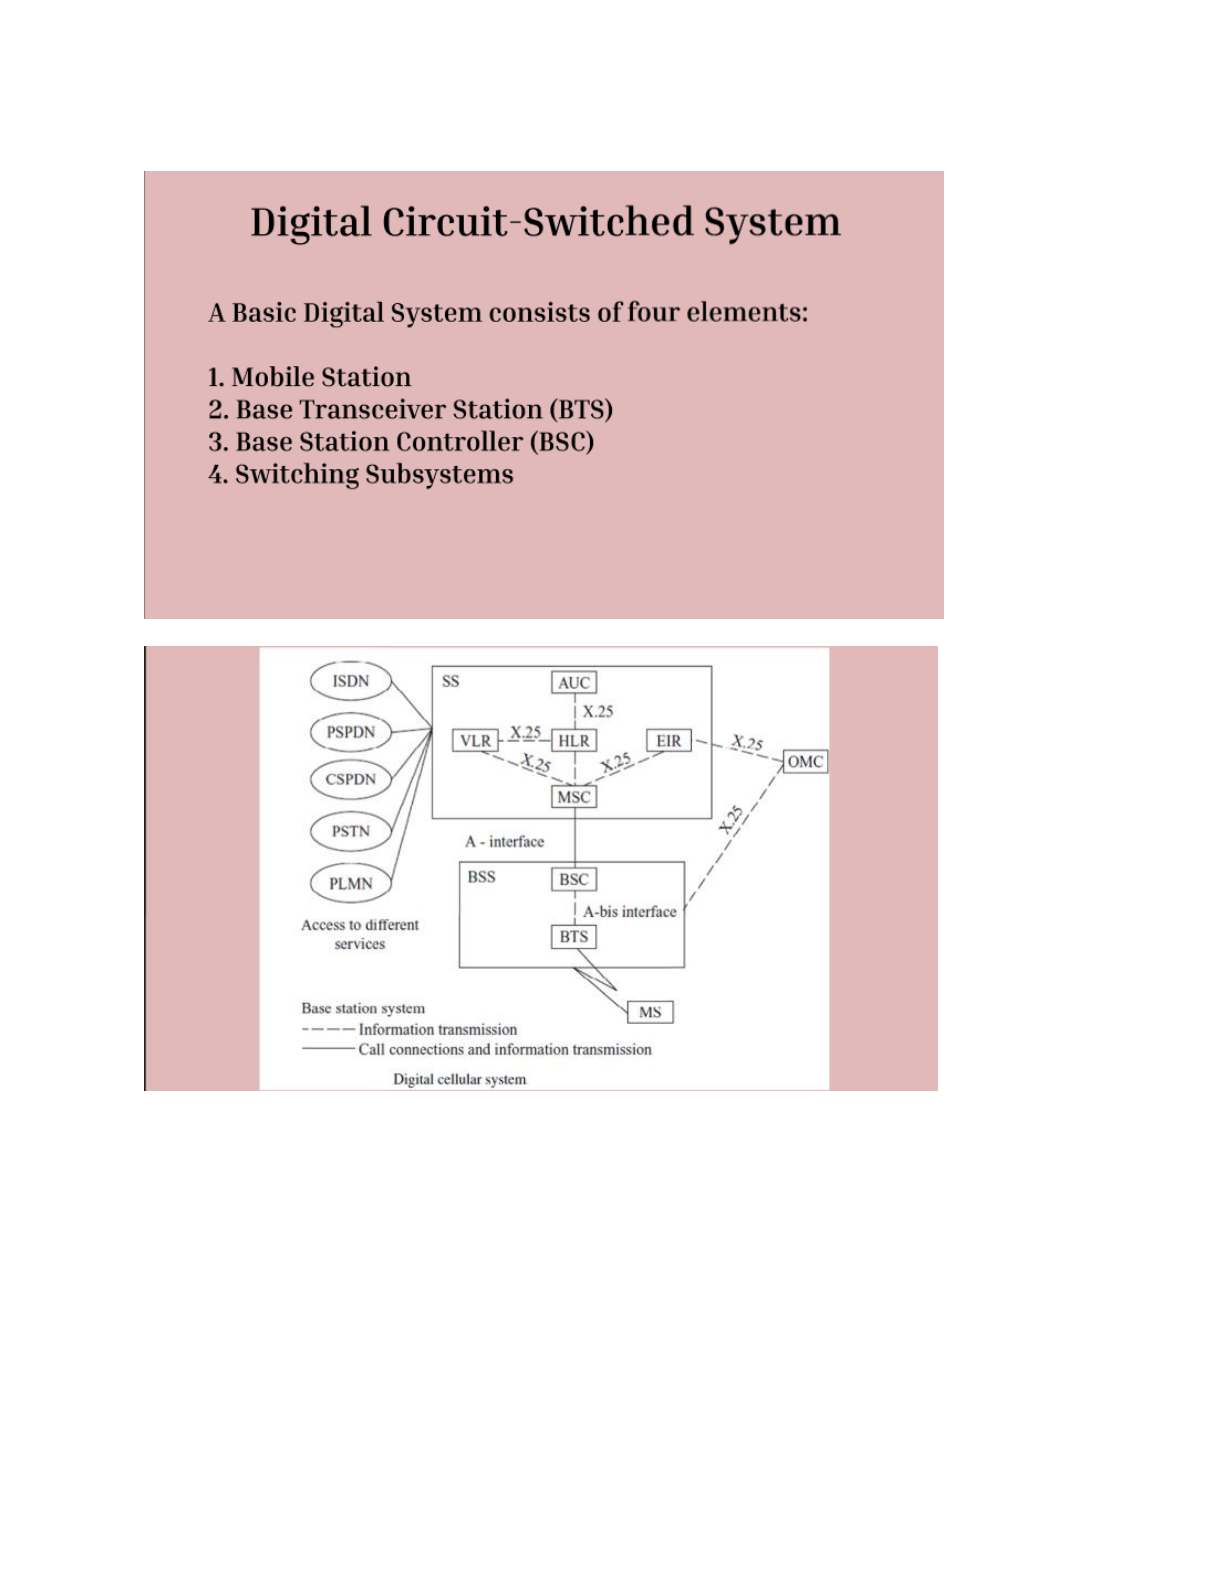 Digital Circuit-Switched System
A Basic Digital System consists of four elements:
1. Mobile Station
2. Base Transceiver Station (BTS)
3. Base Station Controller (BSC)
4. Switching Subsystems
ISDN
PSPDN
CSPDN
PSTN
PLMN
Access to different
services
SS
AUC
X.25
VLR
X.25
HLR
EIR
X.25
X.25
MSC
X.25
OMC
X.25
A - interface
BSS
BSC
A-bis interface
BTS
MS
Base station system
Information transmission
Call connections and information transmission
Digital cellular system